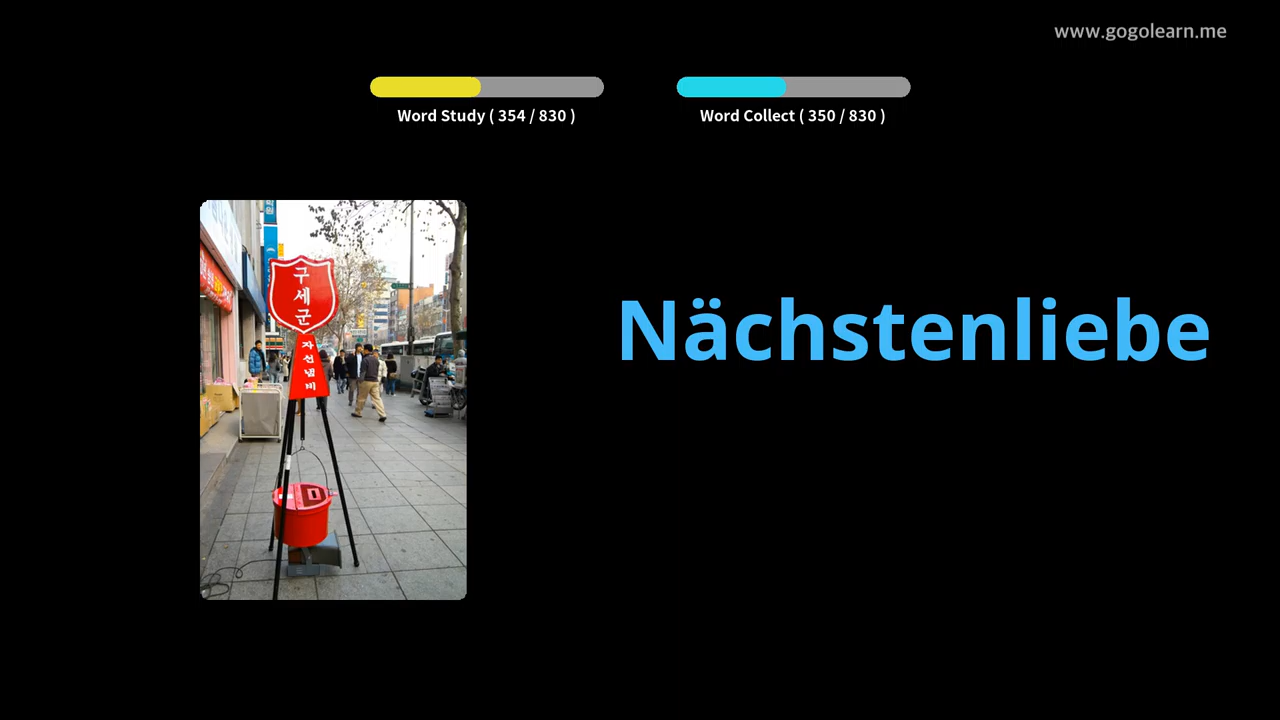 www.gogolearn.me
Word Study ( 354 / 830 )
Word Collect ( 350 / 830 )
구세군
자선냄비
Nächstenliebe